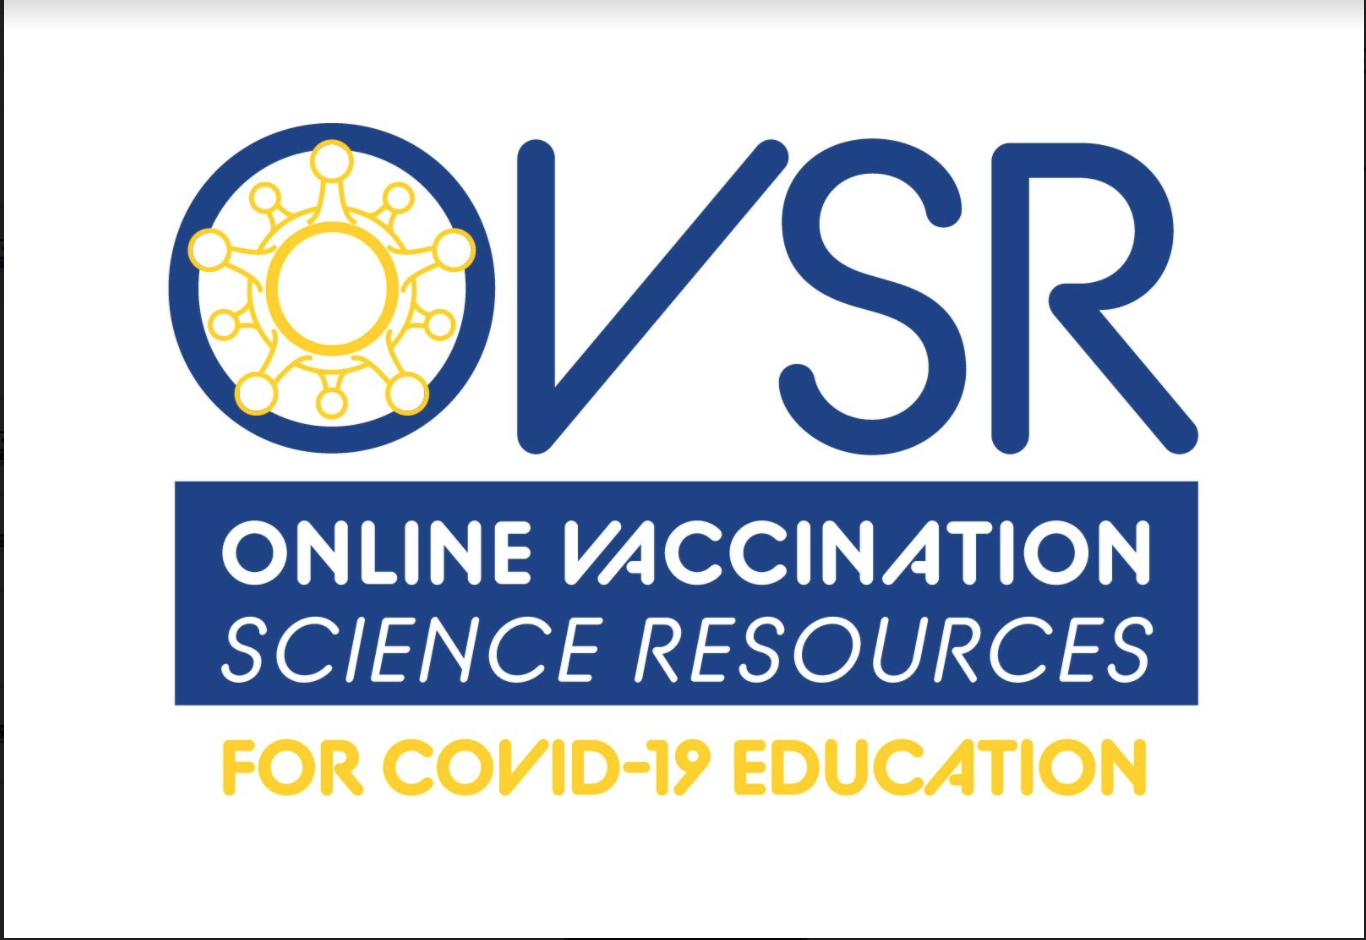 OVSR
ONLINE VACCINATION
SCIENCE RESOURCES
FOR COVID-19 EDUCATION